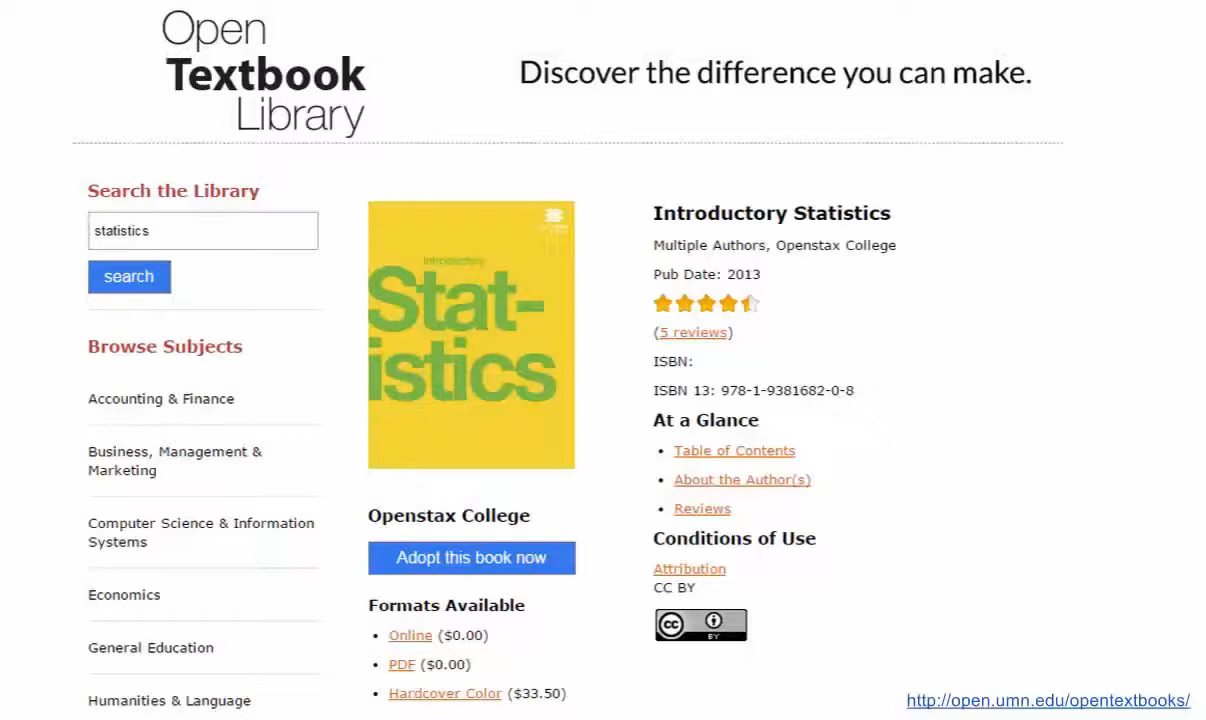 Open
Textbook
Library
Discover the difference you can make.
Search the Library
statistics
search
Browse Subjects
Accounting & Finance
Business, Management &
Marketing
Computer Science & Information
Systems
Economics
General Education
Humanities & Language
Introductory
Stat-
istics
Openstax College
Adopt this book now
Formats Available
• Online ($0.00)
• PDF ($0.00)
• Hardcover Color ($33.50)
Introductory Statistics
Multiple Authors, Openstax College
Pub Date: 2013
(5 reviews)
ISBN:
ISBN 13: 978-1-9381682-0-8
At a Glance
• Table of Contents
• About the Author(s)
• Reviews
Conditions of Use
Attribution
CC BY
cc
BY
http://open.umn.edu/opentextbooks/